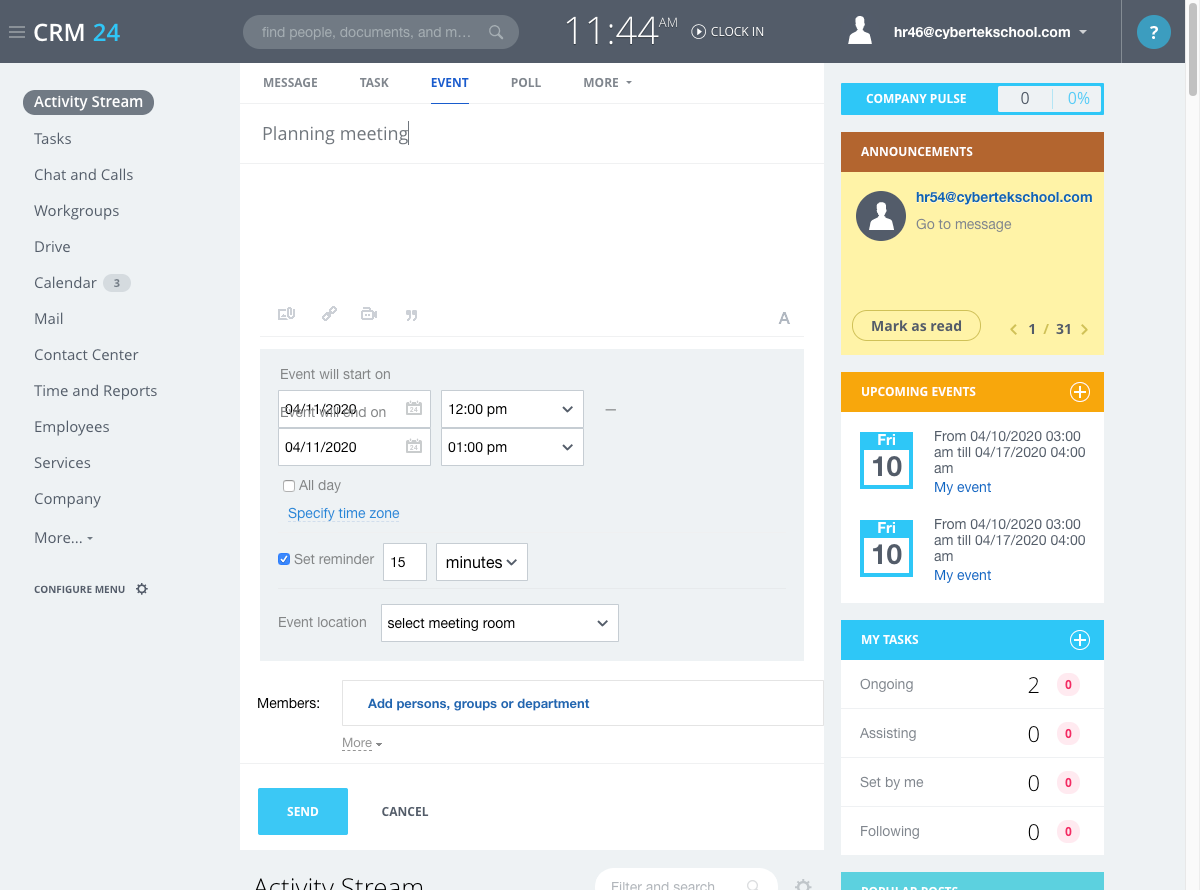 CRM 24
find people, documents, and m...
11:44 AM
CLOCK IN
hr46@cybertekschool.com
?
Activity Stream
Tasks
Chat and Calls
Workgroups
Drive
Calendar 3
Mail
Contact Center
Time and Reports
Employees
Services
Company
More...
CONFIGURE MENU
MESSAGE TASK EVENT POLL MORE
Planning meeting
A
Event will start on
04/11/2020 24 12:00 pm
Event will end on
04/11/2020 24 01:00 pm
All day
Specify time zone
Set reminder 15 minutes
Event location select meeting room
Members: Add persons, groups or department
More
SEND CANCEL
Activity Stream
Filter and search
COMPANY PULSE 0 0%
ANNOUNCEMENTS
hr54@cybertekschool.com
Go to message
Mark as read 1 / 31
UPCOMING EVENTS
Fri
10
From 04/10/2020 03:00
am till 04/17/2020 04:00
am
My event
Fri
10
From 04/10/2020 03:00
am till 04/17/2020 04:00
am
My event
MY TASKS
Ongoing 2 0
Assisting 0 0
Set by me 0 0
Following 0 0
POPULAR POSTS